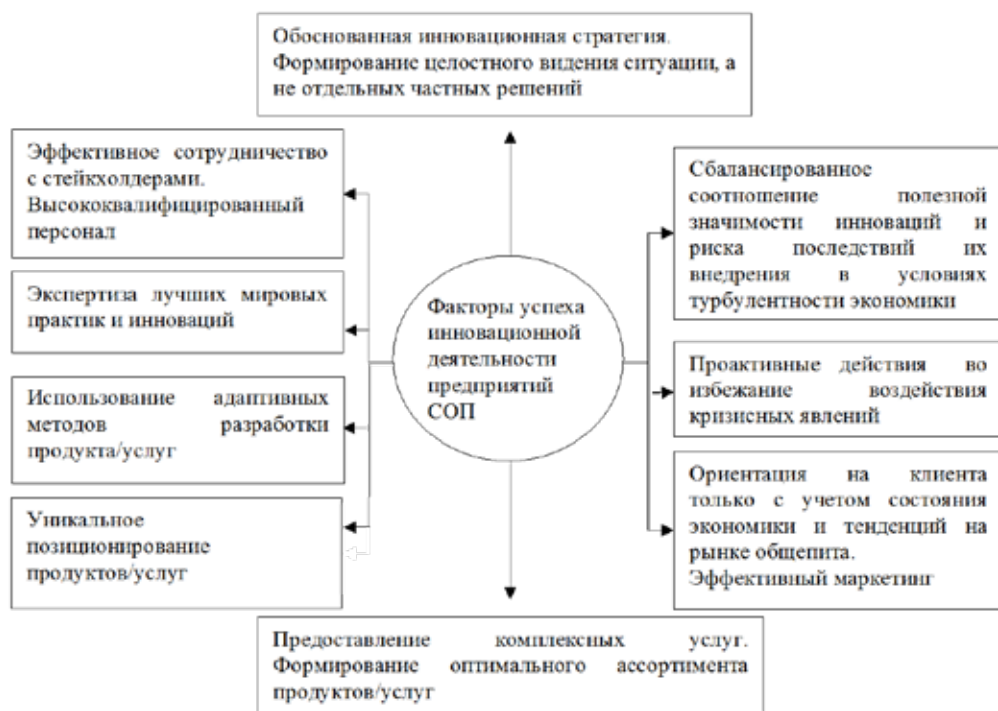 Обоснованная инновационная стратегия.
Формирование целостного видения ситуации, а
не отдельных частных решений
Эффективное сотрудничество
с стейкхолдерами.
Высококвалифицированный
персонал
Экспертиза лучших мировых
практик и инноваций
Использование адаптивных
методов разработки
продукта/услуг
Уникальное
позиционирование
продуктов/услуг
Факторы успеха
инновационной
деятельности
предприятий
СОП
Сбалансированное
соотношение полезной
значимости инноваций и
риска последствий их
внедрения в условиях
турбулентности экономики
Проактивные действия во
избежание воздействия
кризисных явлений
Ориентация на клиента
только с учетом состояния
экономики и тенденций на
рынке общепита.
Эффективный маркетинг
Предоставление комплексных услуг.
Формирование оптимального ассортимента
продуктов/услуг